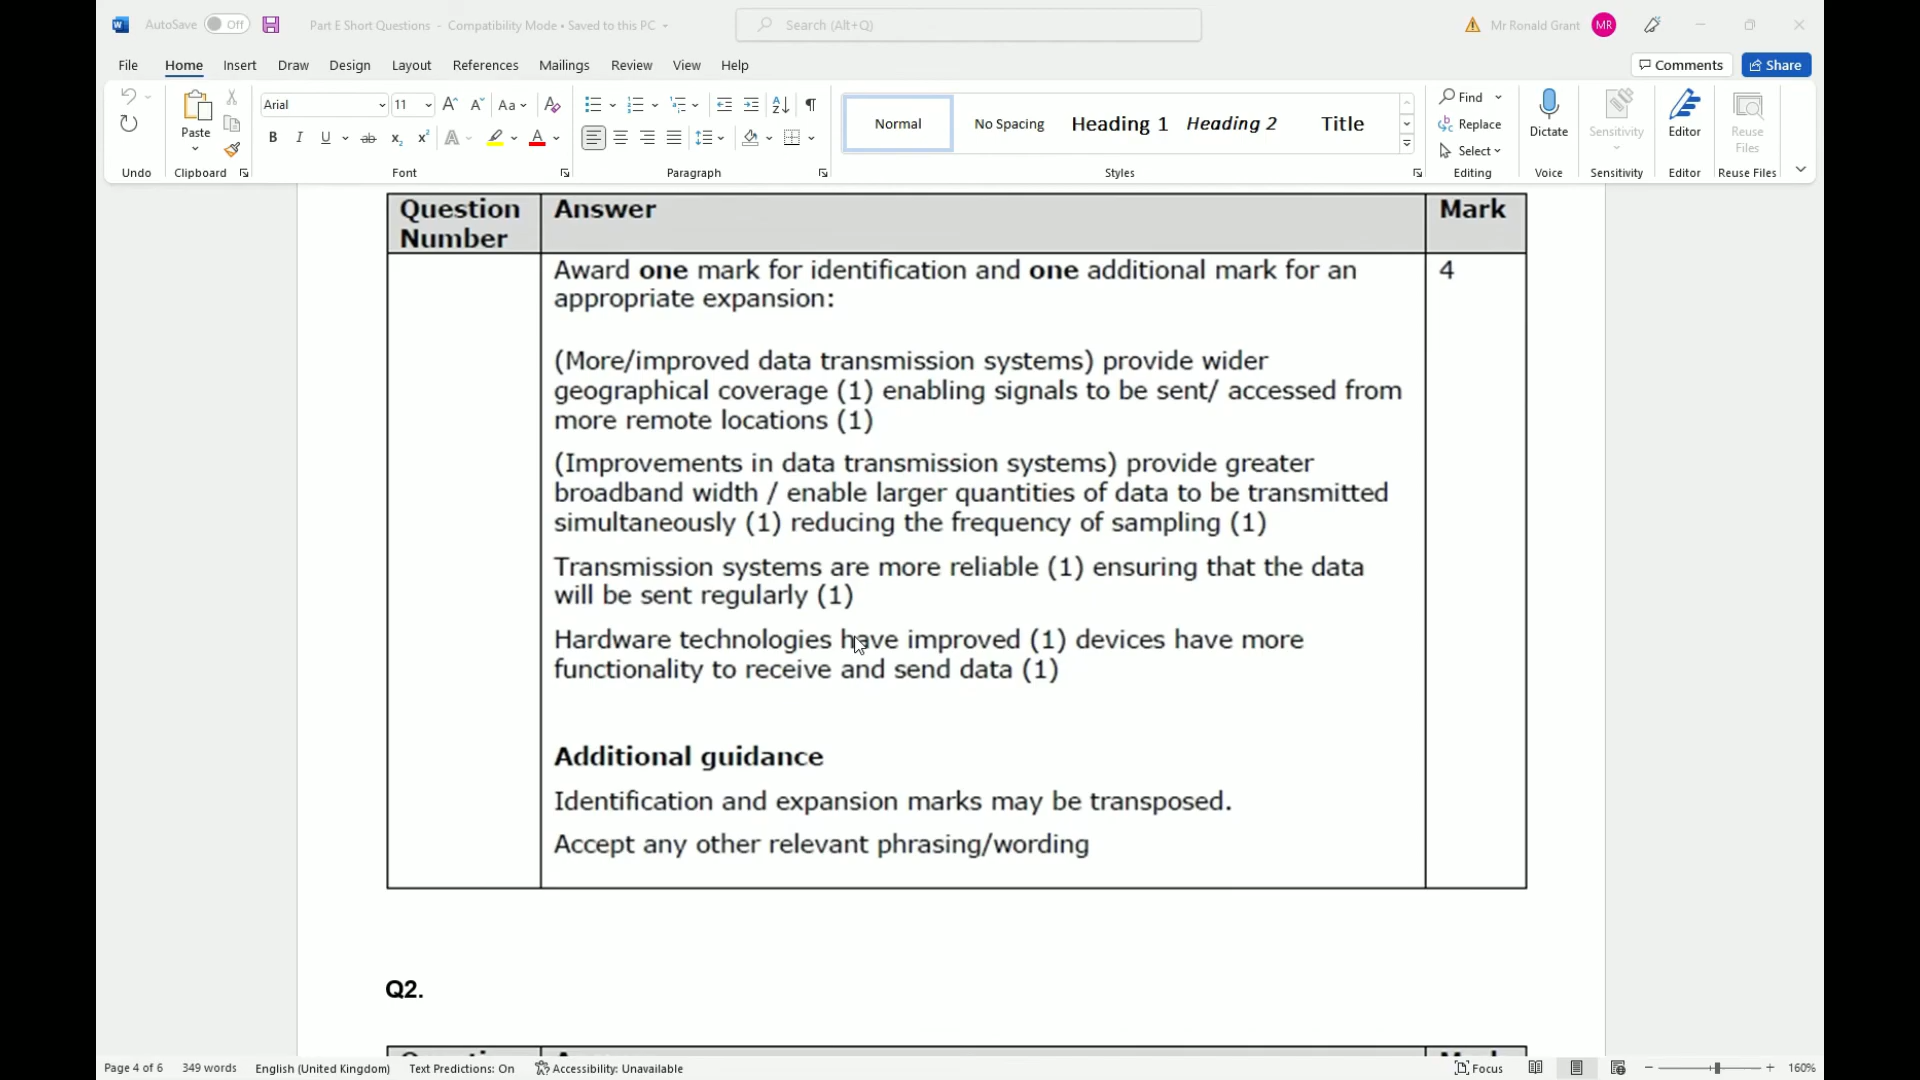 AutoSave Off Part E Short Questions - Compatibility Mode • Saved to this PC Search (Alt+Q) Mr Ronald Grant MR
File Home Insert Draw Design Layout References Mailings Review View Help Comments Share
Arial 11 Aa Normal No Spacing Heading 1 Heading 2 Title
Paste
Find
Replace
Select
Dictate Sensitivity Editor Reuse
Files
Undo Clipboard Font Paragraph Styles Editing Voice Sensitivity Editor Reuse Files
Question
Number
Answer Mark
Award one mark for identification and one additional mark for an 4
appropriate expansion:
(More/improved data transmission systems) provide wider
geographical coverage (1) enabling signals to be sent/ accessed from
more remote locations (1)
(Improvements in data transmission systems) provide greater
broadband width / enable larger quantities of data to be transmitted
simultaneously (1) reducing the frequency of sampling (1)
Transmission systems are more reliable (1) ensuring that the data
will be sent regularly (1)
Hardware technologies have improved (1) devices have more
functionality to receive and send data (1)
Additional guidance
Identification and expansion marks may be transposed.
Accept any other relevant phrasing/wording
Q2.
Page 4 of 6 349 words English (United Kingdom) Text Predictions: On Accessibility: Unavailable Focus 160%